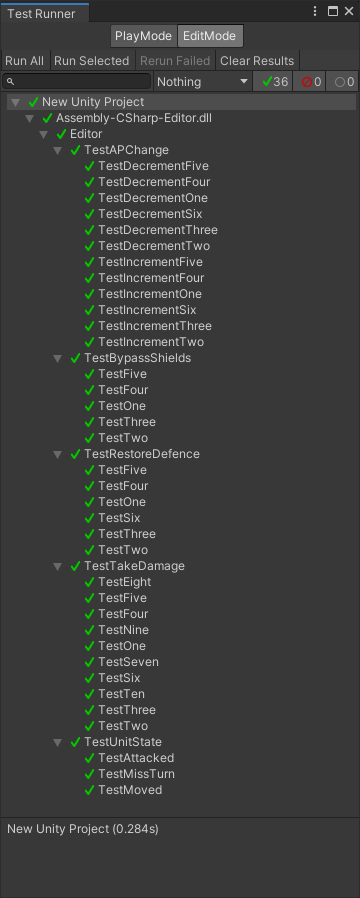 Test Runner
PlayMode EditMode
Run All Run Selected Rerun Failed Clear Results
Nothing 36 0 0
New Unity Project
Assembly-CSharp-Editor.dll
Editor
TestAPChange
TestDecrementFive
TestDecrementFour
TestDecrementOne
TestDecrementSix
TestDecrementThree
TestDecrementTwo
TestIncrementFive
TestIncrementFour
TestIncrementOne
TestIncrementSix
TestIncrementThree
TestIncrementTwo
TestBypassShields
TestFive
TestFour
TestOne
TestThree
TestTwo
TestRestoreDefence
TestFive
TestFour
TestOne
TestSix
TestThree
TestTwo
TestTakeDamage
TestEight
TestFive
TestFour
TestNine
TestOne
TestSeven
TestSix
TestTen
TestThree
TestTwo
TestUnitState
TestAttacked
TestMissTurn
TestMoved
New Unity Project (0.284s)